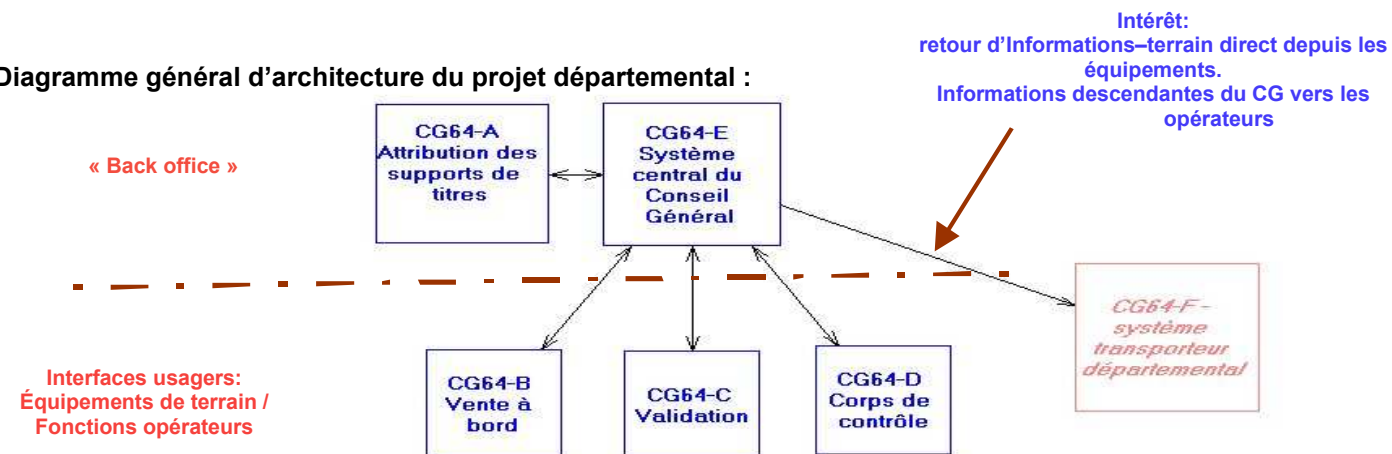 Intérêt:
retour d'Informations–terrain direct depuis les
équipements.
Informations descendantes du CG vers les
opérateurs
Diagramme général d'architecture du projet départemental :
« Back office »
CG64-A
Attribution des
supports de
titres
CG64-E
Système
central du
Conseil
Général
CG64-F -
système
transporteur
départemental
Interfaces usagers:
Équipements de terrain /
Fonctions opérateurs
CG64-B
Vente à
bord
CG64-C
Validation
CG64-D
Corps de
contrôle